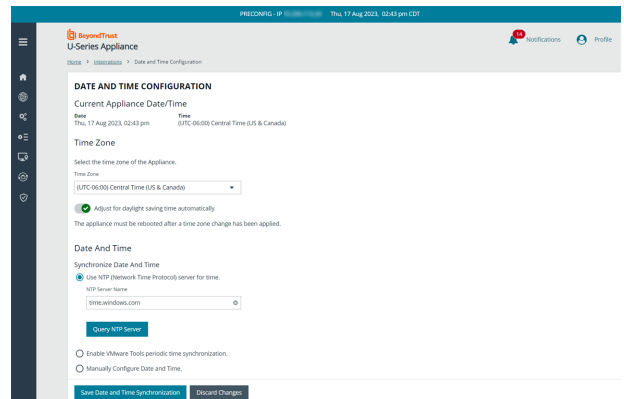 PRECONFIG - IP Thu, 17 Aug 2023, 02:43 pm CDT
BeyondTrust
U-Series Appliance
14
Notifications
Profile
Home > Integrations > Date and Time Configuration
DATE AND TIME CONFIGURATION
Current Appliance Date/Time
Date Time
Thu, 17 Aug 2023, 02:43 pm (UTC-06:00) Central Time (US & Canada)
Time Zone
Select the time zone of the Appliance.
Time Zone
(UTC-06:00) Central Time (US & Canada)
Adjust for daylight saving time automatically
The appliance must be rebooted after a time zone change has been applied.
Date And Time
Synchronize Date And Time
Use NTP (Network Time Protocol) server for time.
NTP Server Name
time.windows.com
Query NTP Server
Enable VMware Tools periodic time synchronization.
Manually Configure Date and Time.
Save Date and Time Synchronization Discard Changes